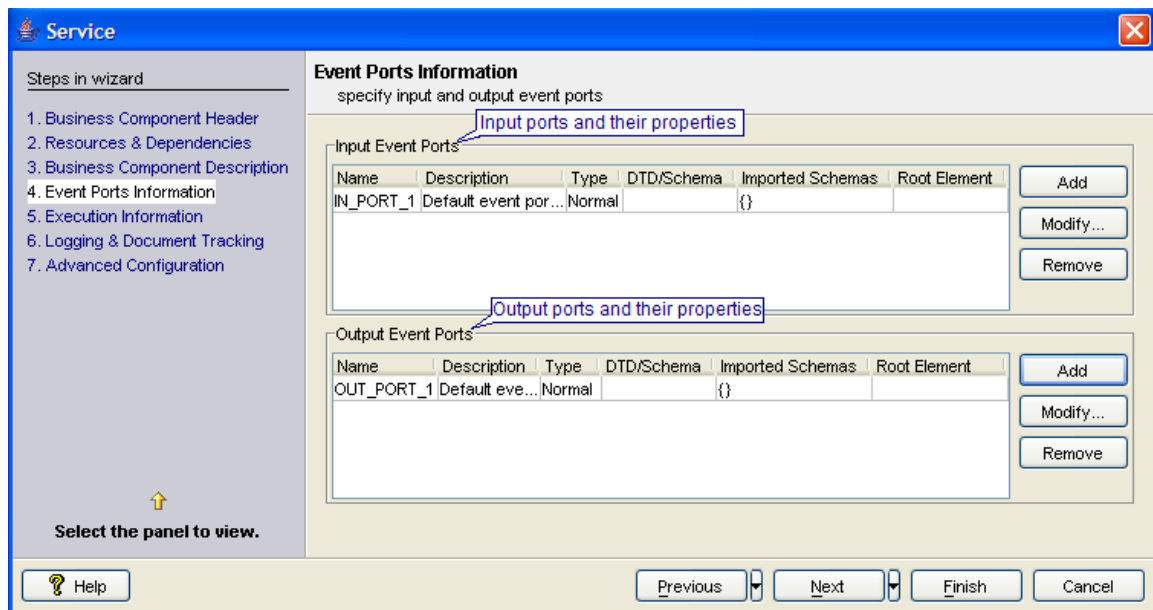 Service
Steps in wizard
1. Business Component Header
2. Resources & Dependencies
3. Business Component Description
4. Event Ports Information
5. Execution Information
6. Logging & Document Tracking
7. Advanced Configuration
Select the panel to view.
Event Ports Information
specify input and output event ports
Input ports and their properties
Input Event Ports
Name Description Type DTD/Schema Imported Schemas Root Element
IN_PORT_1 Default event por... Normal {}
Add
Modify...
Remove
Output ports and their properties
Output Event Ports
Name Description Type DTD/Schema Imported Schemas Root Element
OUT_PORT_1 Default eve... Normal {}
Add
Modify...
Remove
Help Previous Next Finish Cancel